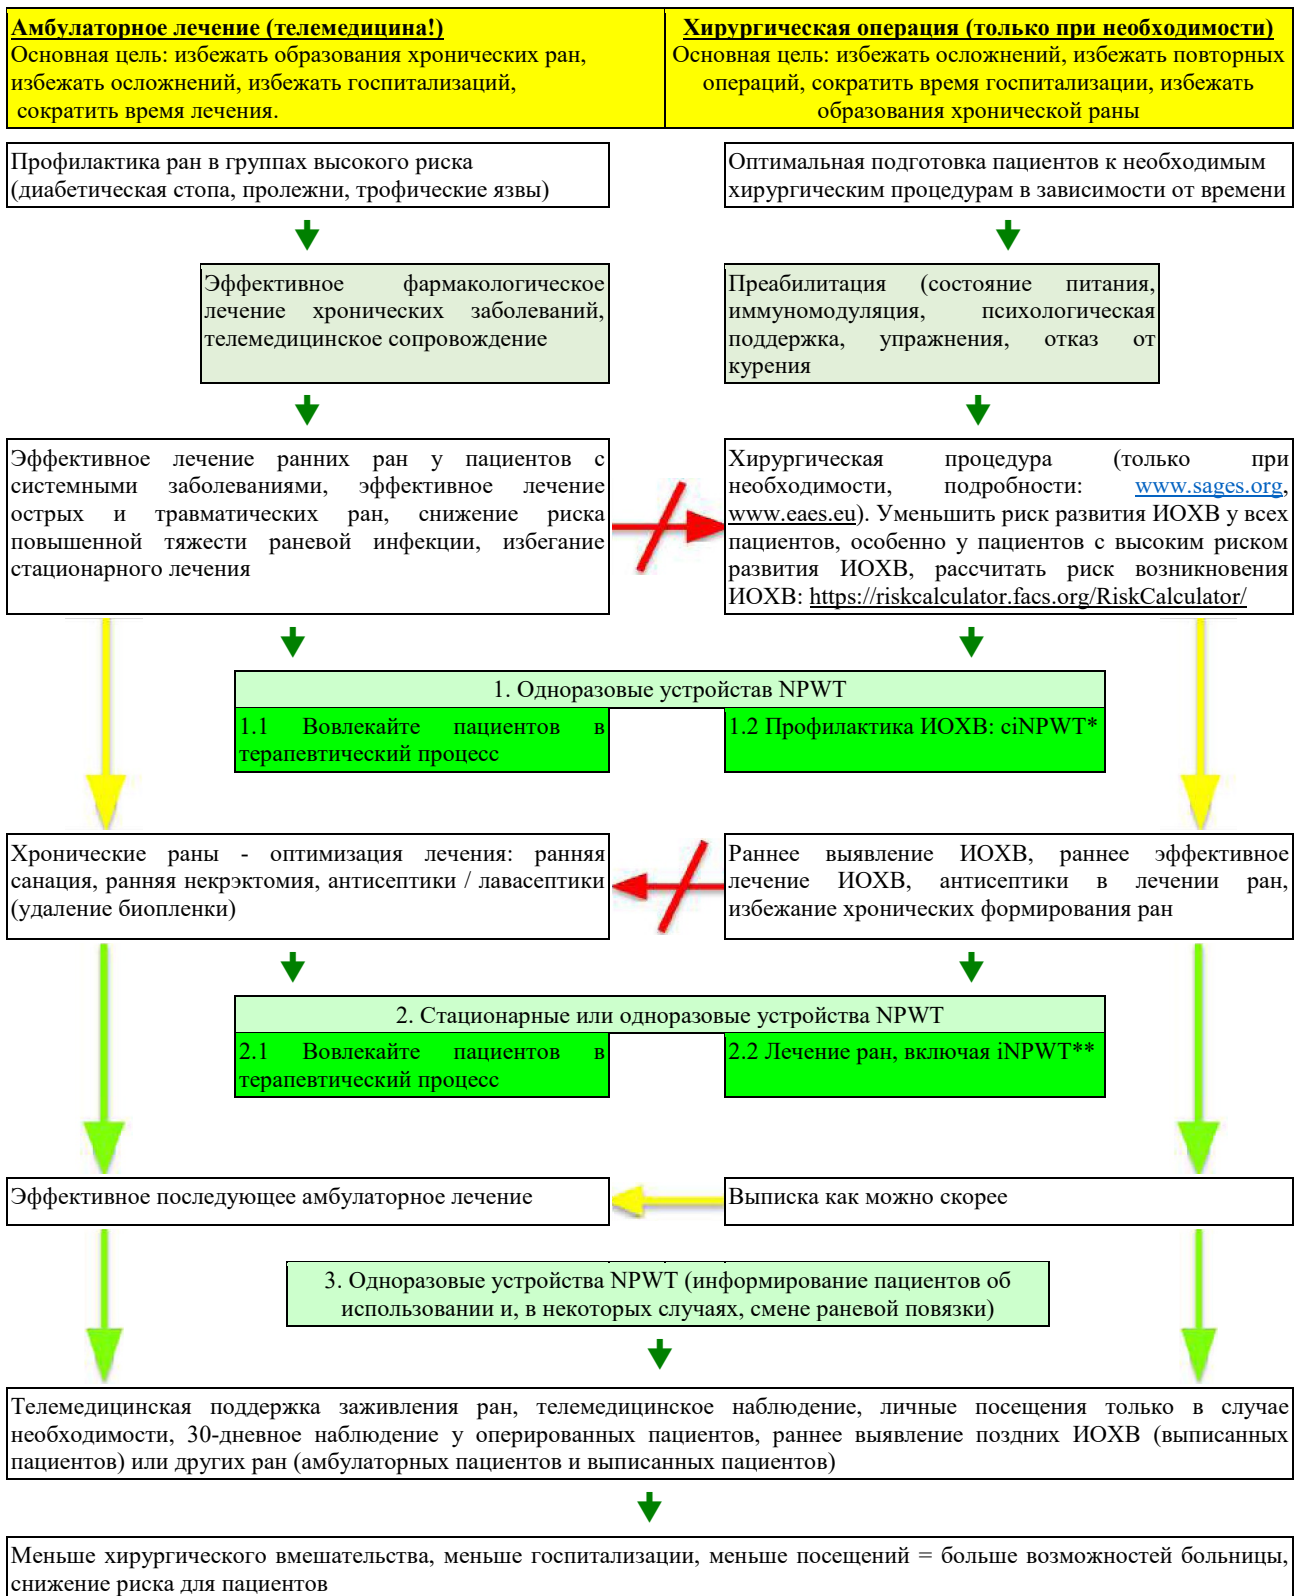 Амбулаторное лечение (телемедицина!)
Основная цель: избежать образования хронических ран,
избежать осложнений, избежать госпитализаций,
сократить время лечения.
Хирургическая операция (только при необходимости)
Основная цель: избежать осложнений, избежать повторных
операций, сократить время госпитализации, избежать
образования хронической раны
Профилактика ран в группах высокого риска
(диабетическая стопа, пролежни, трофические язвы)
Оптимальная подготовка пациентов к необходимым
хирургическим процедурам в зависимости от времени
Эффективное фармакологическое
лечение хронических заболеваний,
телемедицинское сопровождение
Преабилитация (состояние питания,
иммуномодуляция, психологическая
поддержка, упражнения, отказ от
курения
Эффективное лечение ранних ран у пациентов с
системными заболеваниями, эффективное лечение
острых и травматических ран, снижение риска
повышенной тяжести раневой инфекции, избегание
стационарного лечения
Хирургическая процедура (только при
необходимости, подробности: www.sages.org,
www.eaes.eu). Уменьшить риск развития ИОХВ у всех
пациентов, особенно у пациентов с высоким риском
развития ИОХВ, рассчитать риск возникновения
ИОХВ: https://riskcalculator.facs.org/RiskCalculator/
1. Одноразовые устройстав NPWT
1.1 Вовлекайте пациентов в
терапевтический процесс
1.2 Профилактика ИОХВ: ciNPWT*
Хронические раны - оптимизация лечения: ранняя
санация, ранняя некрэктомия, антисептики / лавасептики
(удаление биопленки)
Раннее выявление ИОХВ, раннее эффективное
лечение ИОХВ, антисептики в лечении ран,
избежание хронических формирования ран
2. Стационарные или одноразовые устройства NPWT
2.1 Вовлекайте пациентов в
терапевтический процесс
2.2 Лечение ран, включая iNPWT**
Эффективное последующее амбулаторное лечение
Выписка как можно скорее
3. Одноразовые устройства NPWT (информирование пациентов об
использовании и, в некоторых случаях, смене раневой повязки)
Телемедицинская поддержка заживления ран, телемедицинское наблюдение, личные посещения только в случае
необходимости, 30-дневное наблюдение у оперированных пациентов, раннее выявление поздних ИОХВ (выписанных
пациентов) или других ран (амбулаторных пациентов и выписанных пациентов)
Меньше хирургического вмешательства, меньше госпитализации, меньше посещений = больше возможностей больницы,
снижение риска для пациентов